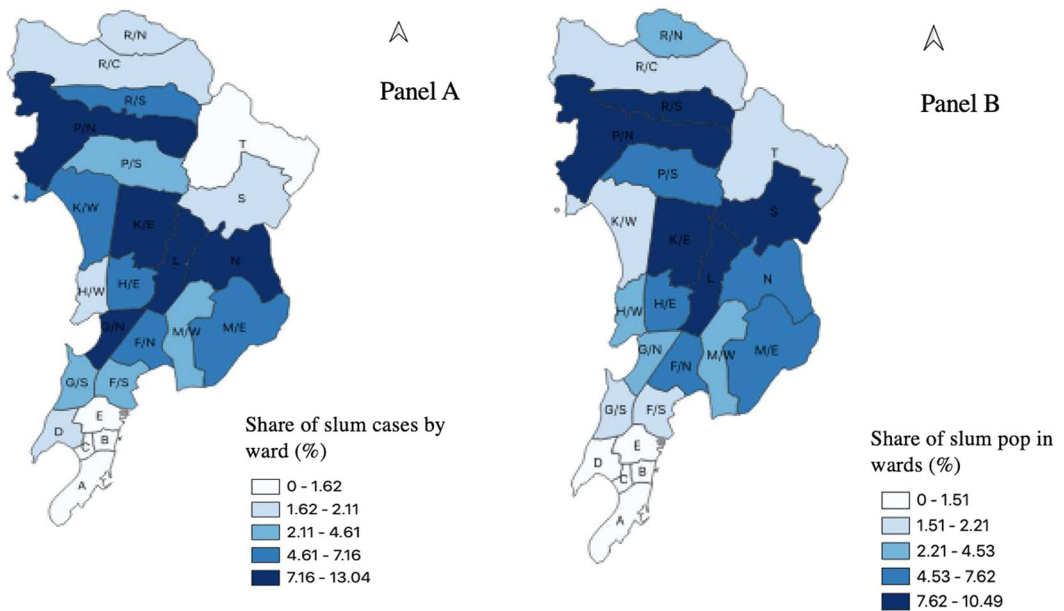 R/N
R/C
R/S
P/N
P/S
T
S
K/W
K/E
L
N
H/W
H/E
G/N
F/N
M/W
M/E
G/S
F/S
E
D
C
B
A
Panel A
Share of slum cases by
ward (%)
0 - 1.62
1.62 - 2.11
2.11 - 4.61
4.61 - 7.16
7.16 - 13.04
R/N
R/C
R/S
P/N
P/S
T
S
K/W
K/E
L
N
H/W
H/E
G/N
F/N
M/W
M/E
G/S
F/S
E
D
C
B
A
Panel B
Share of slum pop in
wards (%)
0 - 1.51
1.51 - 2.21
2.21 - 4.53
4.53 - 7.62
7.62 - 10.49